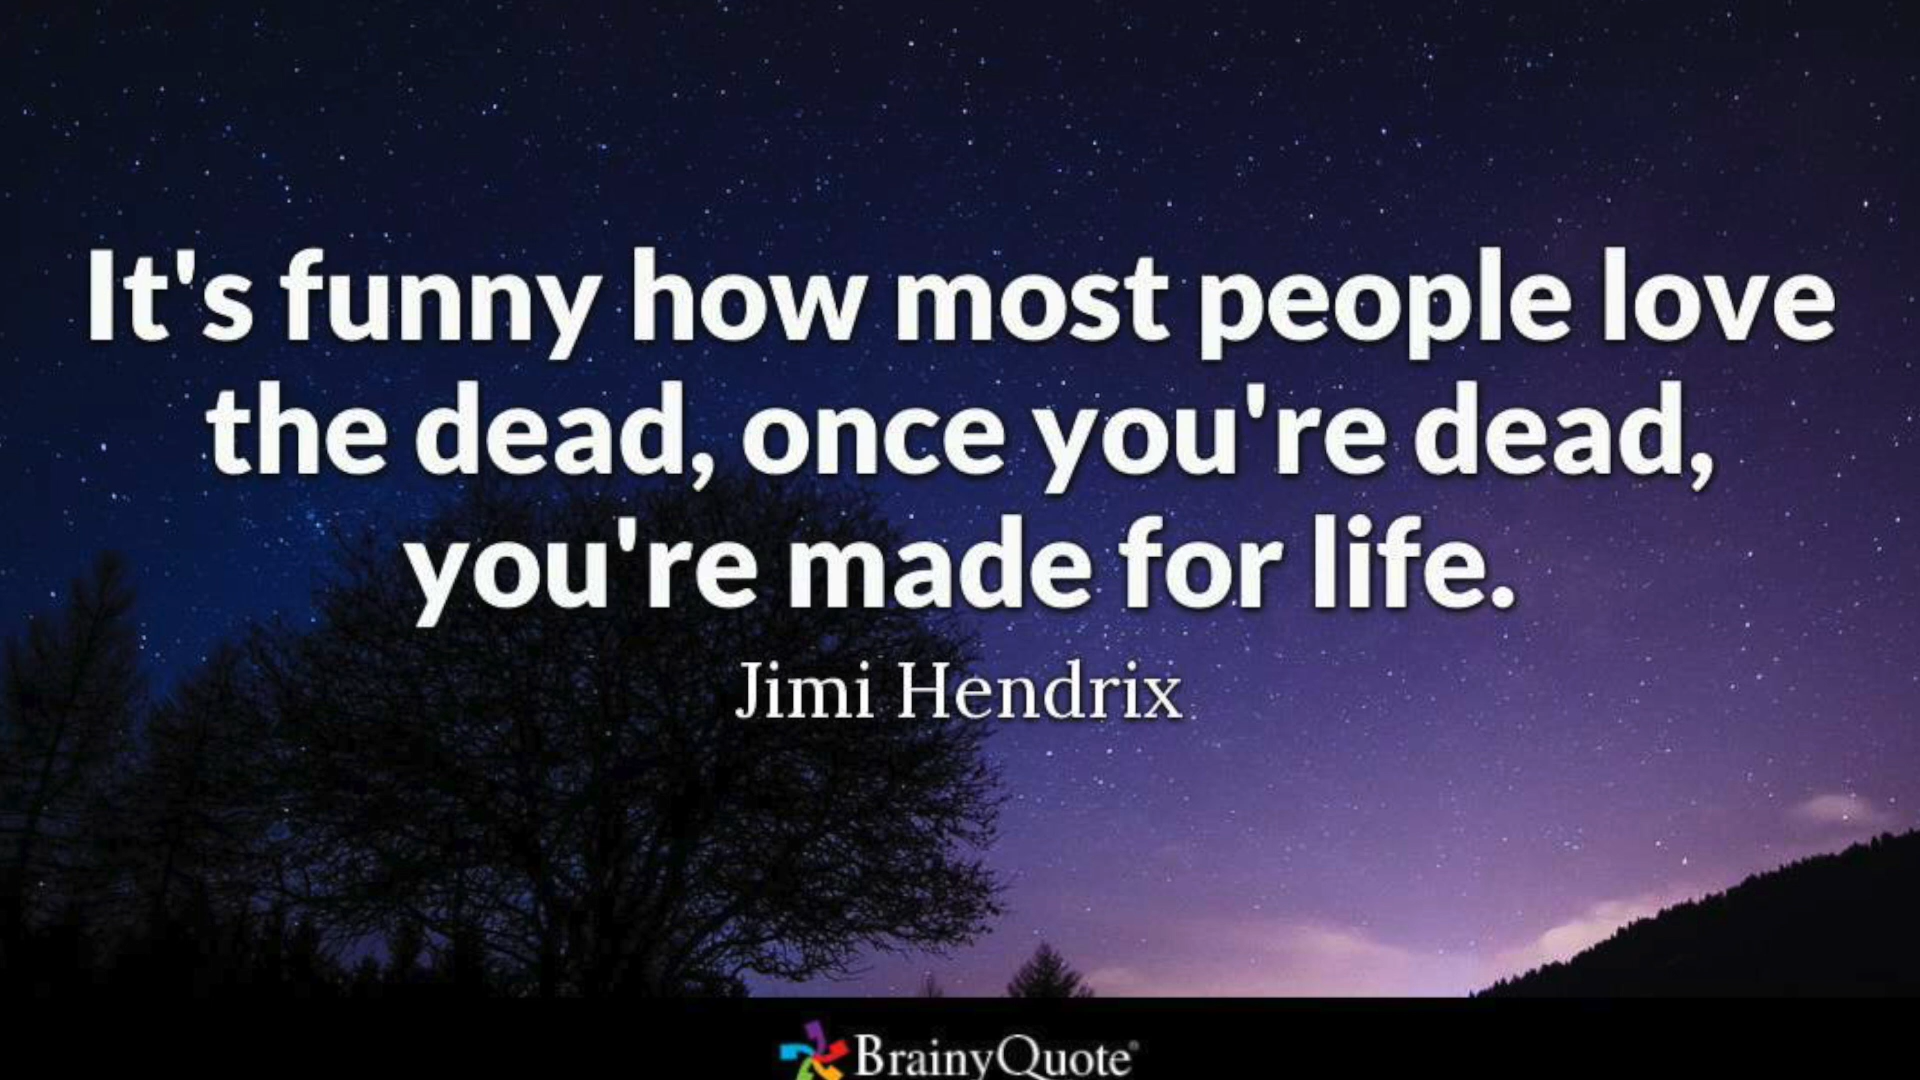 It's funny how most people love
the dead, once you're dead,
you're made for life.
Jimi Hendrix
BrainyQuote®